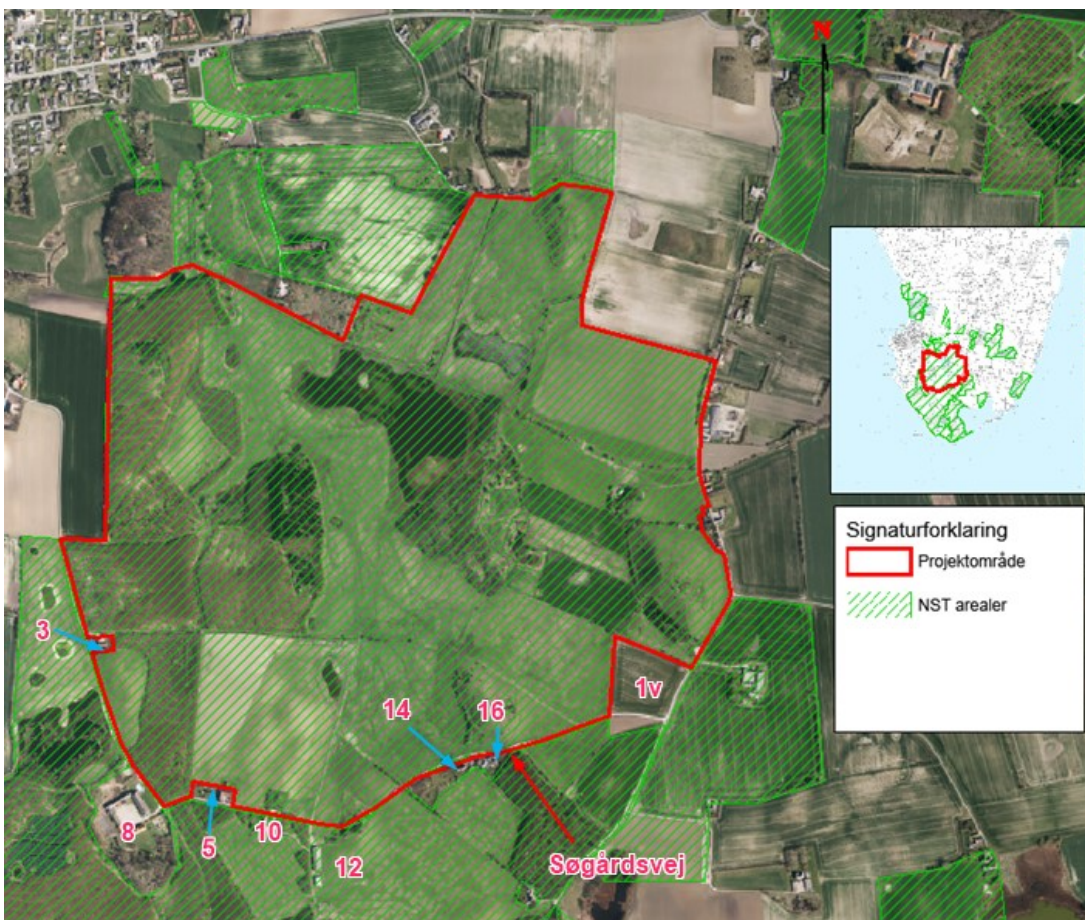 N
Signaturforklaring
Projektområde
NST arealer
3
1v
14
16
8
5
10
12
Søgårdsvej